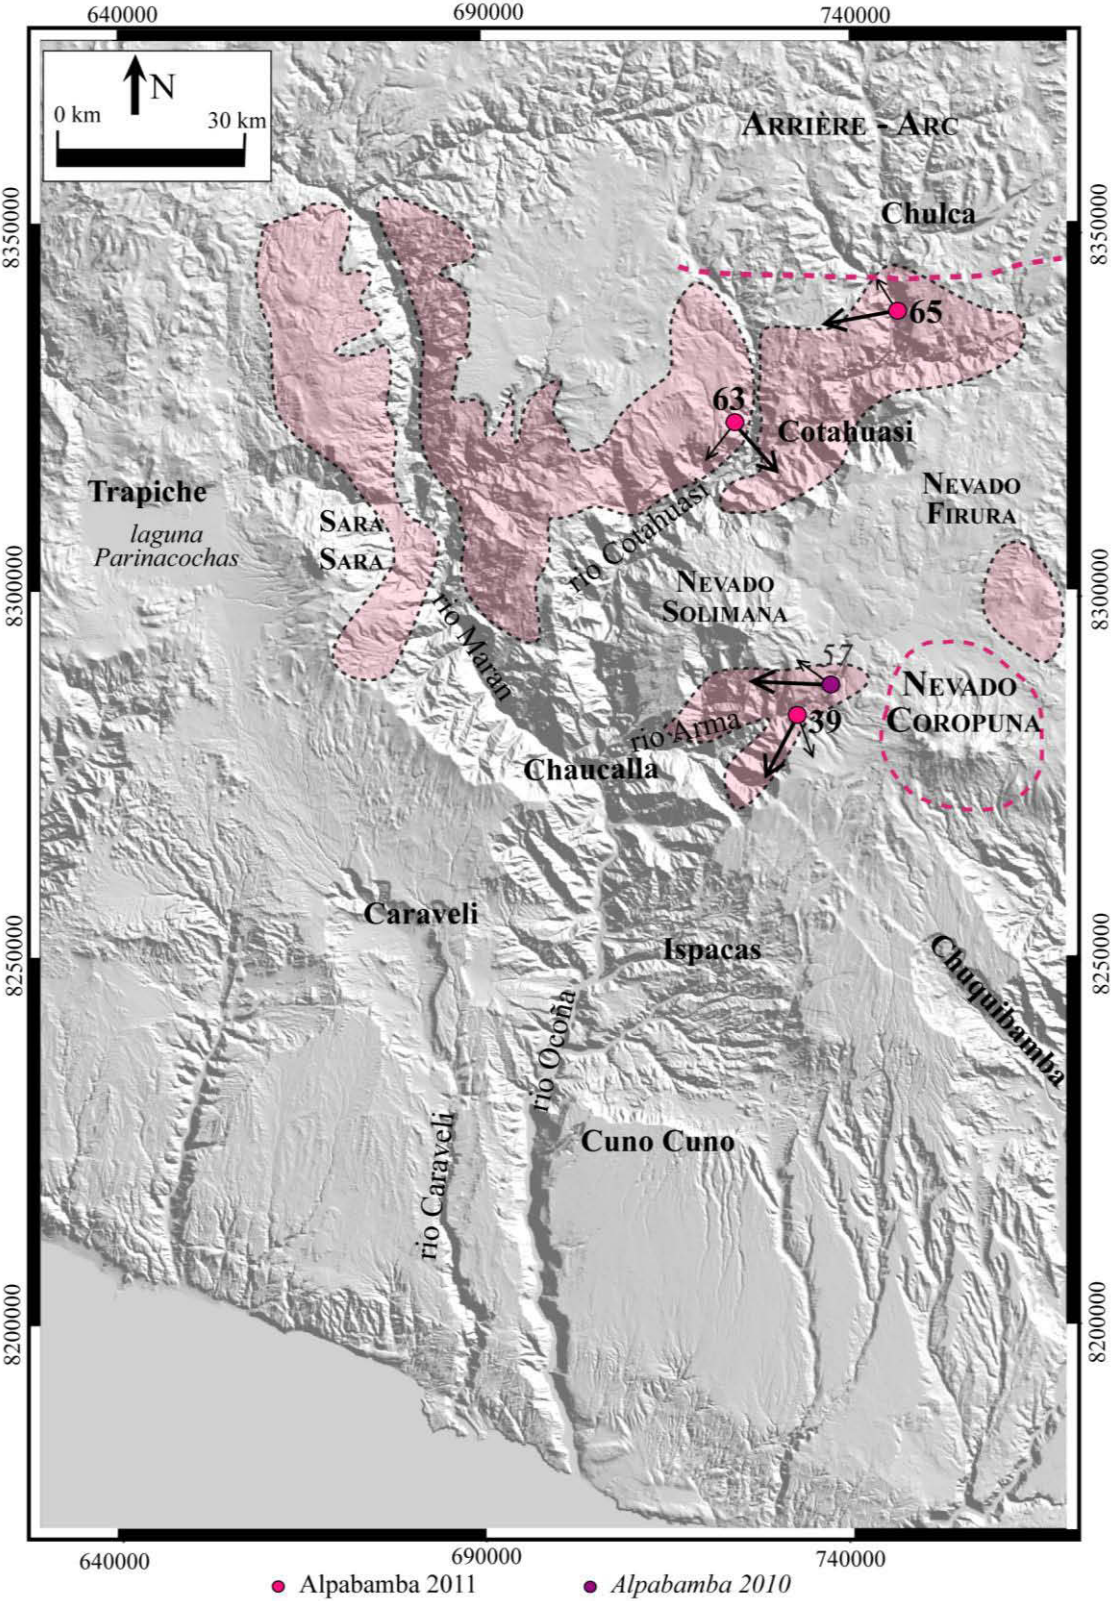 640000 690000 740000
N
0 km 30 km
ARRIÈRE - ARC
8350000 8350000
Chulca
65
63
Cotahuasi
Trapiche
NEVADO
FIRURA
SARA
SARA
laguna
Parinacochas
rio Cotahuasi
8300000 8300000
NEVADO
SOLIMANA
rio Maran
57
NEVADO
COROPUNA
39
rio Arma
Chaucalla
Caraveli
Ispacas
8250000 8250000
Chuquibamba
rio Ocoña
Cuno Cuno
rio Caraveli
8200000 8200000
640000 690000 740000
Alpabamba 2011 Alpabamba 2010